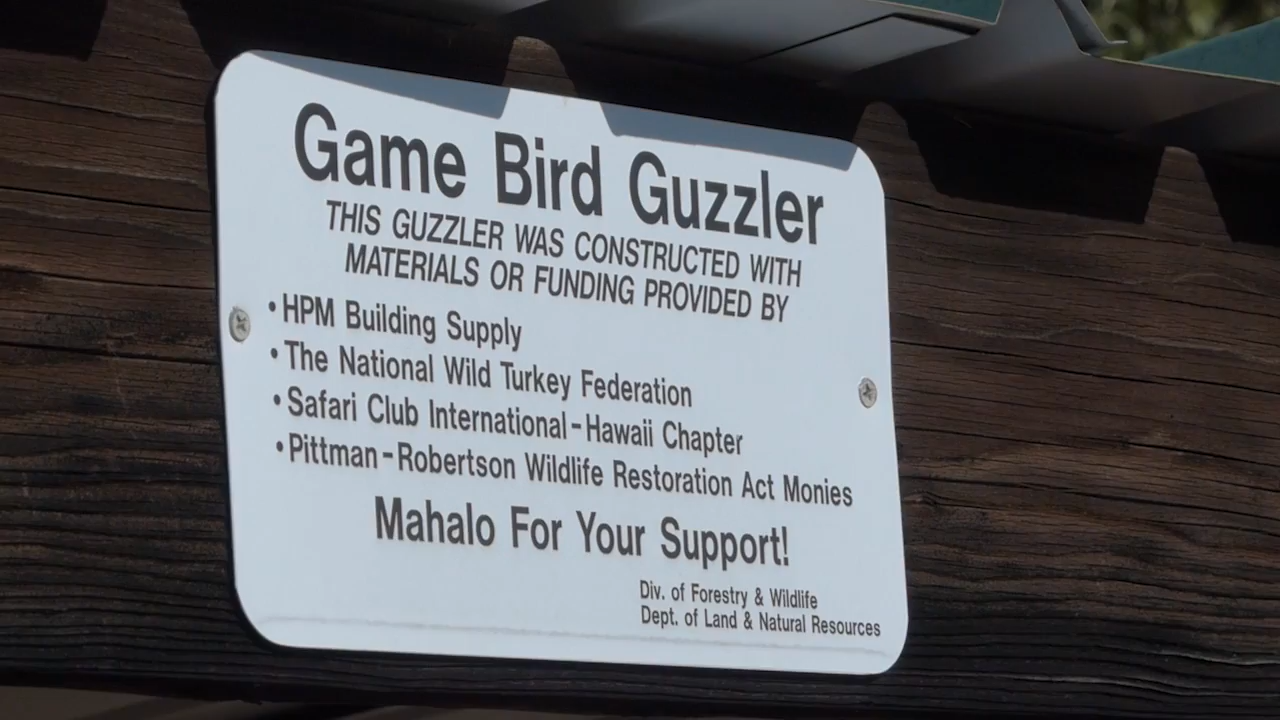 Game Bird Guzzler
THIS GUZZLER WAS CONSTRUCTED WITH
MATERIALS OR FUNDING PROVIDED BY
• HPM Building Supply
• The National Wild Turkey Federation
• Safari Club International - Hawaii Chapter
• Pittman - Robertson Wildlife Restoration Act Monies
Mahalo For Your Support!
Div. of Forestry & Wildlife
Dept. of Land & Natural Resources